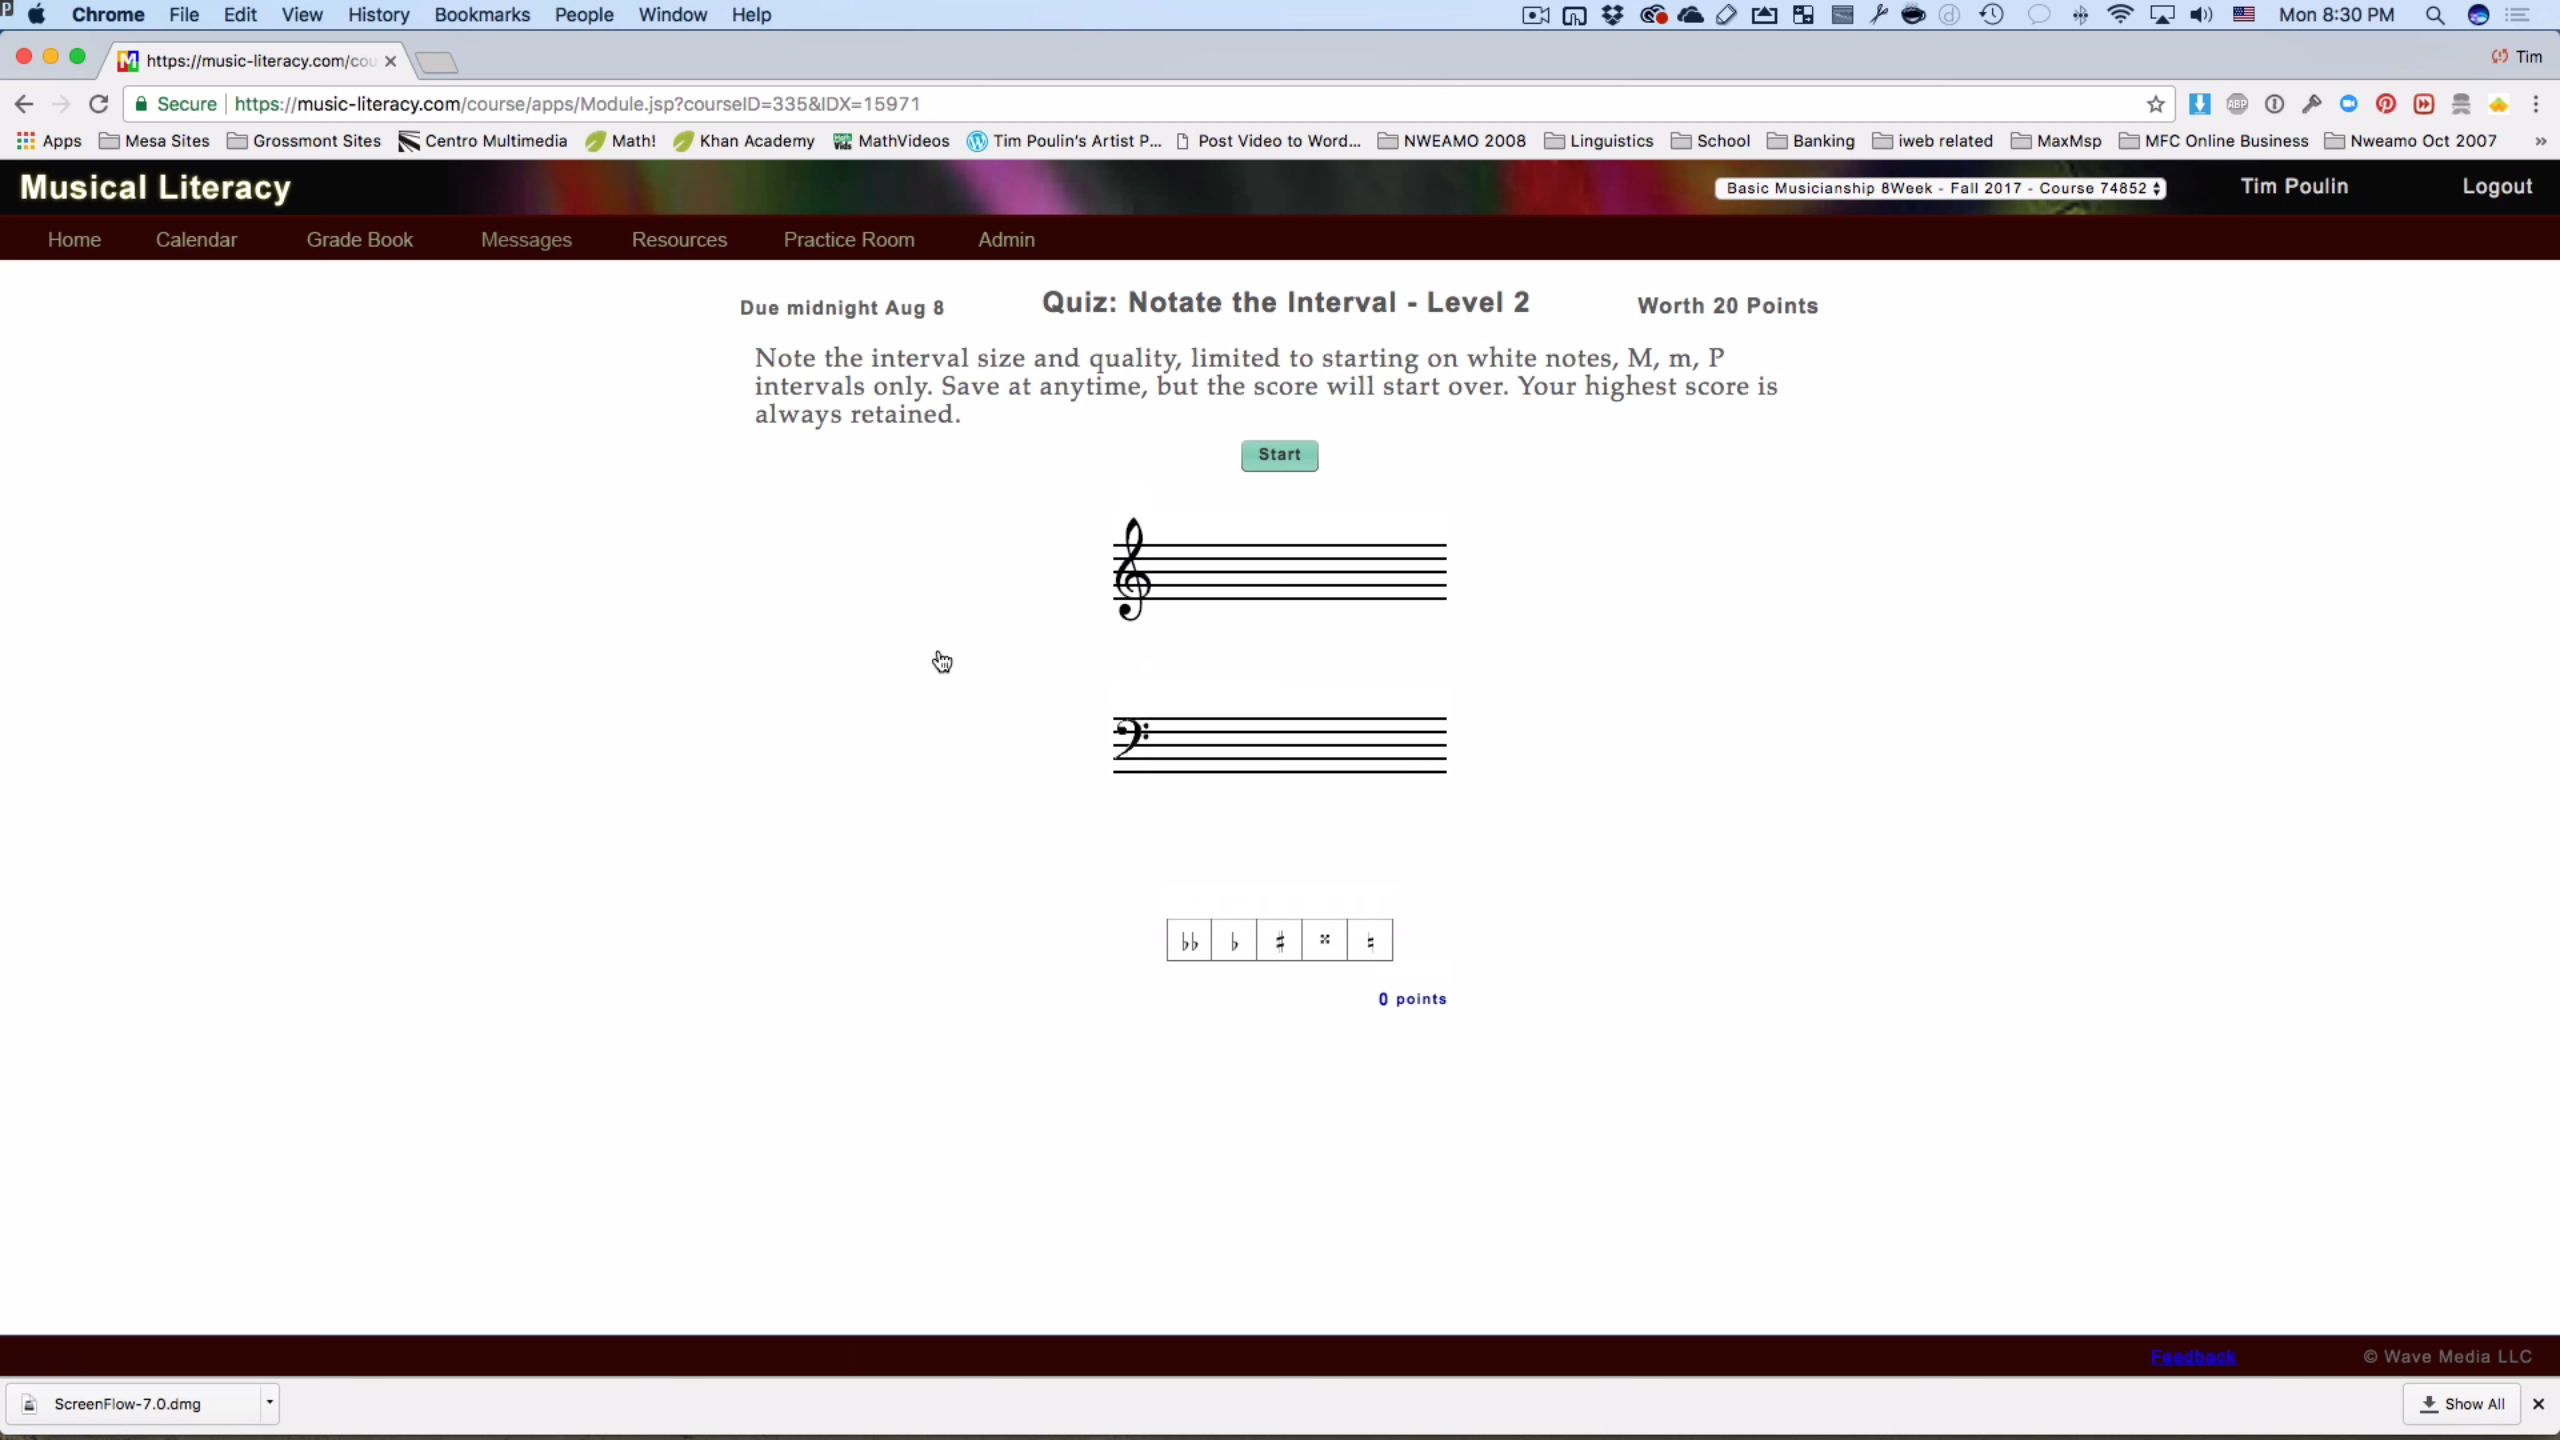 Chrome File Edit View History Bookmarks People Window Help Mon 8:30 PM
https://music-literacy.com/cou Tim
Secure https://music-literacy.com/course/apps/Module.jsp?courseID=335&IDX=15971 ABP
Apps Mesa Sites Grossmont Sites Centro Multimedia Math! Khan Academy MathVideos Tim Poulin's Artist P... Post Video to Word... NWEAMO 2008 Linguistics School Banking iweb related MaxMsp MFC Online Business Nweamo Oct 2007 »
Musical Literacy Basic Musicianship 8Week - Fall 2017 - Course 74852 Tim Poulin Logout
Home Calendar Grade Book Messages Resources Practice Room Admin
Due midnight Aug 8 Quiz: Notate the Interval - Level 2 Worth 20 Points
Note the interval size and quality, limited to starting on white notes, M, m, P
intervals only. Save at anytime, but the score will start over. Your highest score is
always retained.
Start
0 points
Feedback © Wave Media LLC
ScreenFlow-7.0.dmg Show All